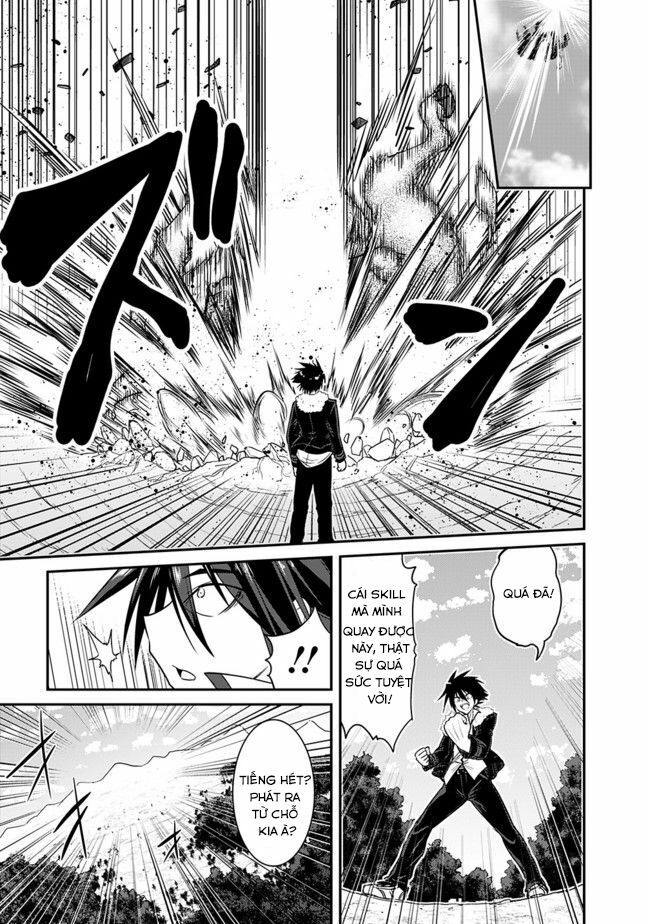 ズン
QUÁ ĐÃ!
CÁI SKILL
MÀ MÌNH
QUAY ĐƯỢC
NÀY, THẬT
SỰ QUÁ
SỨC TUYỆT
VỜI!
!!
TIẾNG HÉT?
PHÁT RA
TỪ CHỖ
KIA À?